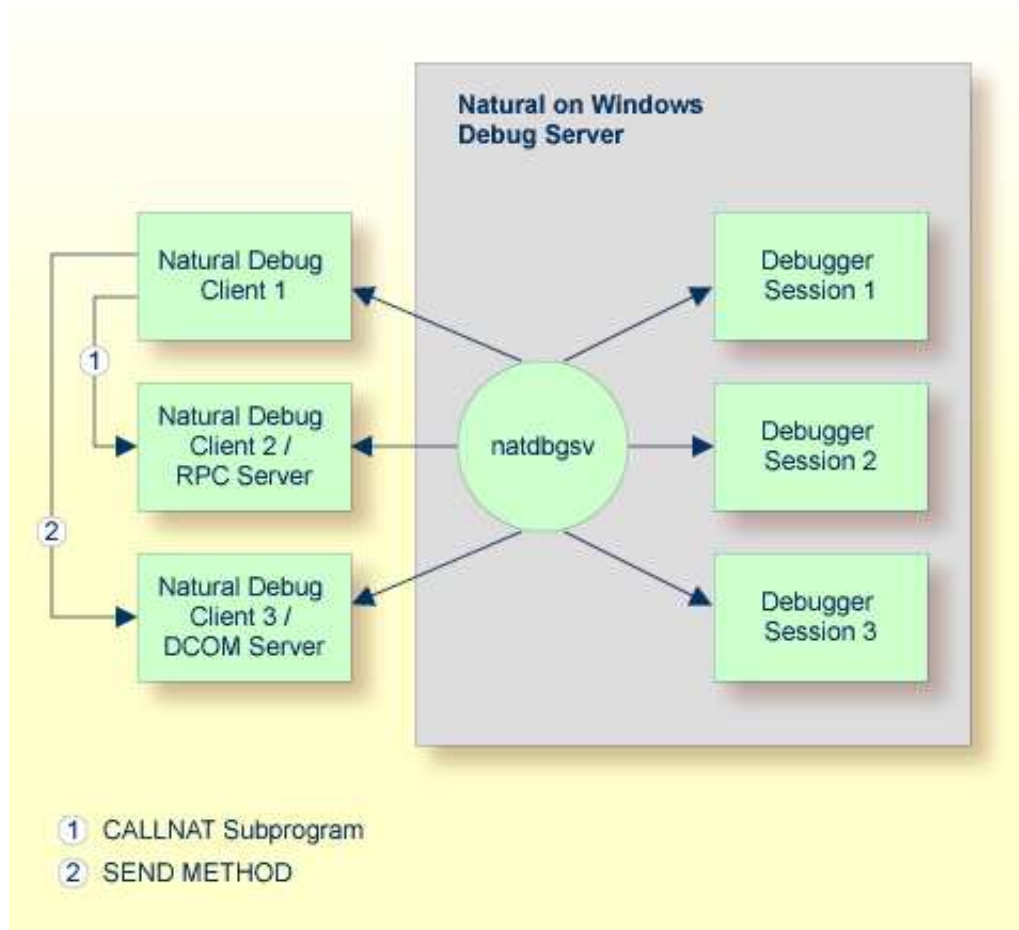 Natural on Windows
Debug Server
Natural Debug
Client 1
Debugger
Session 1
1
Natural Debug
Client 2 /
RPC Server
natdbgsv
Debugger
Session 2
2
Natural Debug
Client 3 /
DCOM Server
Debugger
Session 3
1 CALLNAT Subprogram
2 SEND METHOD